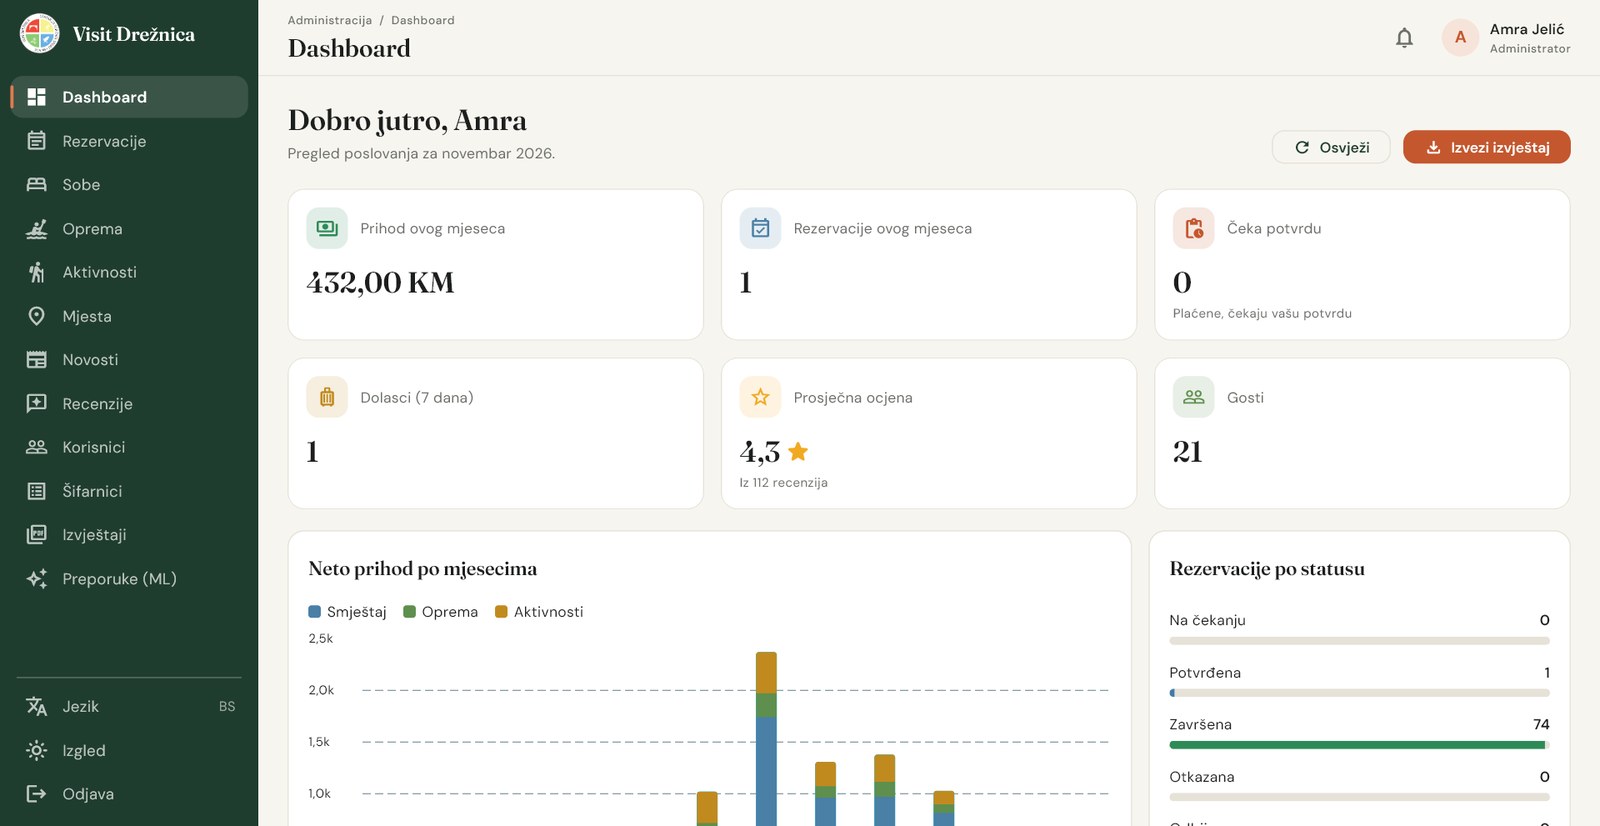 Visit Drežnica
Dashboard
Rezervacije
Sobe
Oprema
Aktivnosti
Mjesta
Novosti
Recenzije
Korisnici
Šifarnici
Izvještaji
Preporuke (ML)
Jezik BS
Izgled
Odjava
Administracija / Dashboard
Dashboard
A
Amra Jelić
Administrator
Dobro jutro, Amra
Pregled poslovanja za novembar 2026.
Osvježi
Izvezi izvještaj
Prihod ovog mjeseca
432,00 KM
Rezervacije ovog mjeseca
1
Čeka potvrdu
0
Plaćene, čekaju vašu potvrdu
Dolasci (7 dana)
1
Prosječna ocjena
4,3
Iz 112 recenzija
Gosti
21
Neto prihod po mjesecima
Smještaj Oprema Aktivnosti
2,5k
2,0k
1,5k
1,0k
Rezervacije po statusu
Na čekanju 0
Potvrđena 1
Završena 74
Otkazana 0